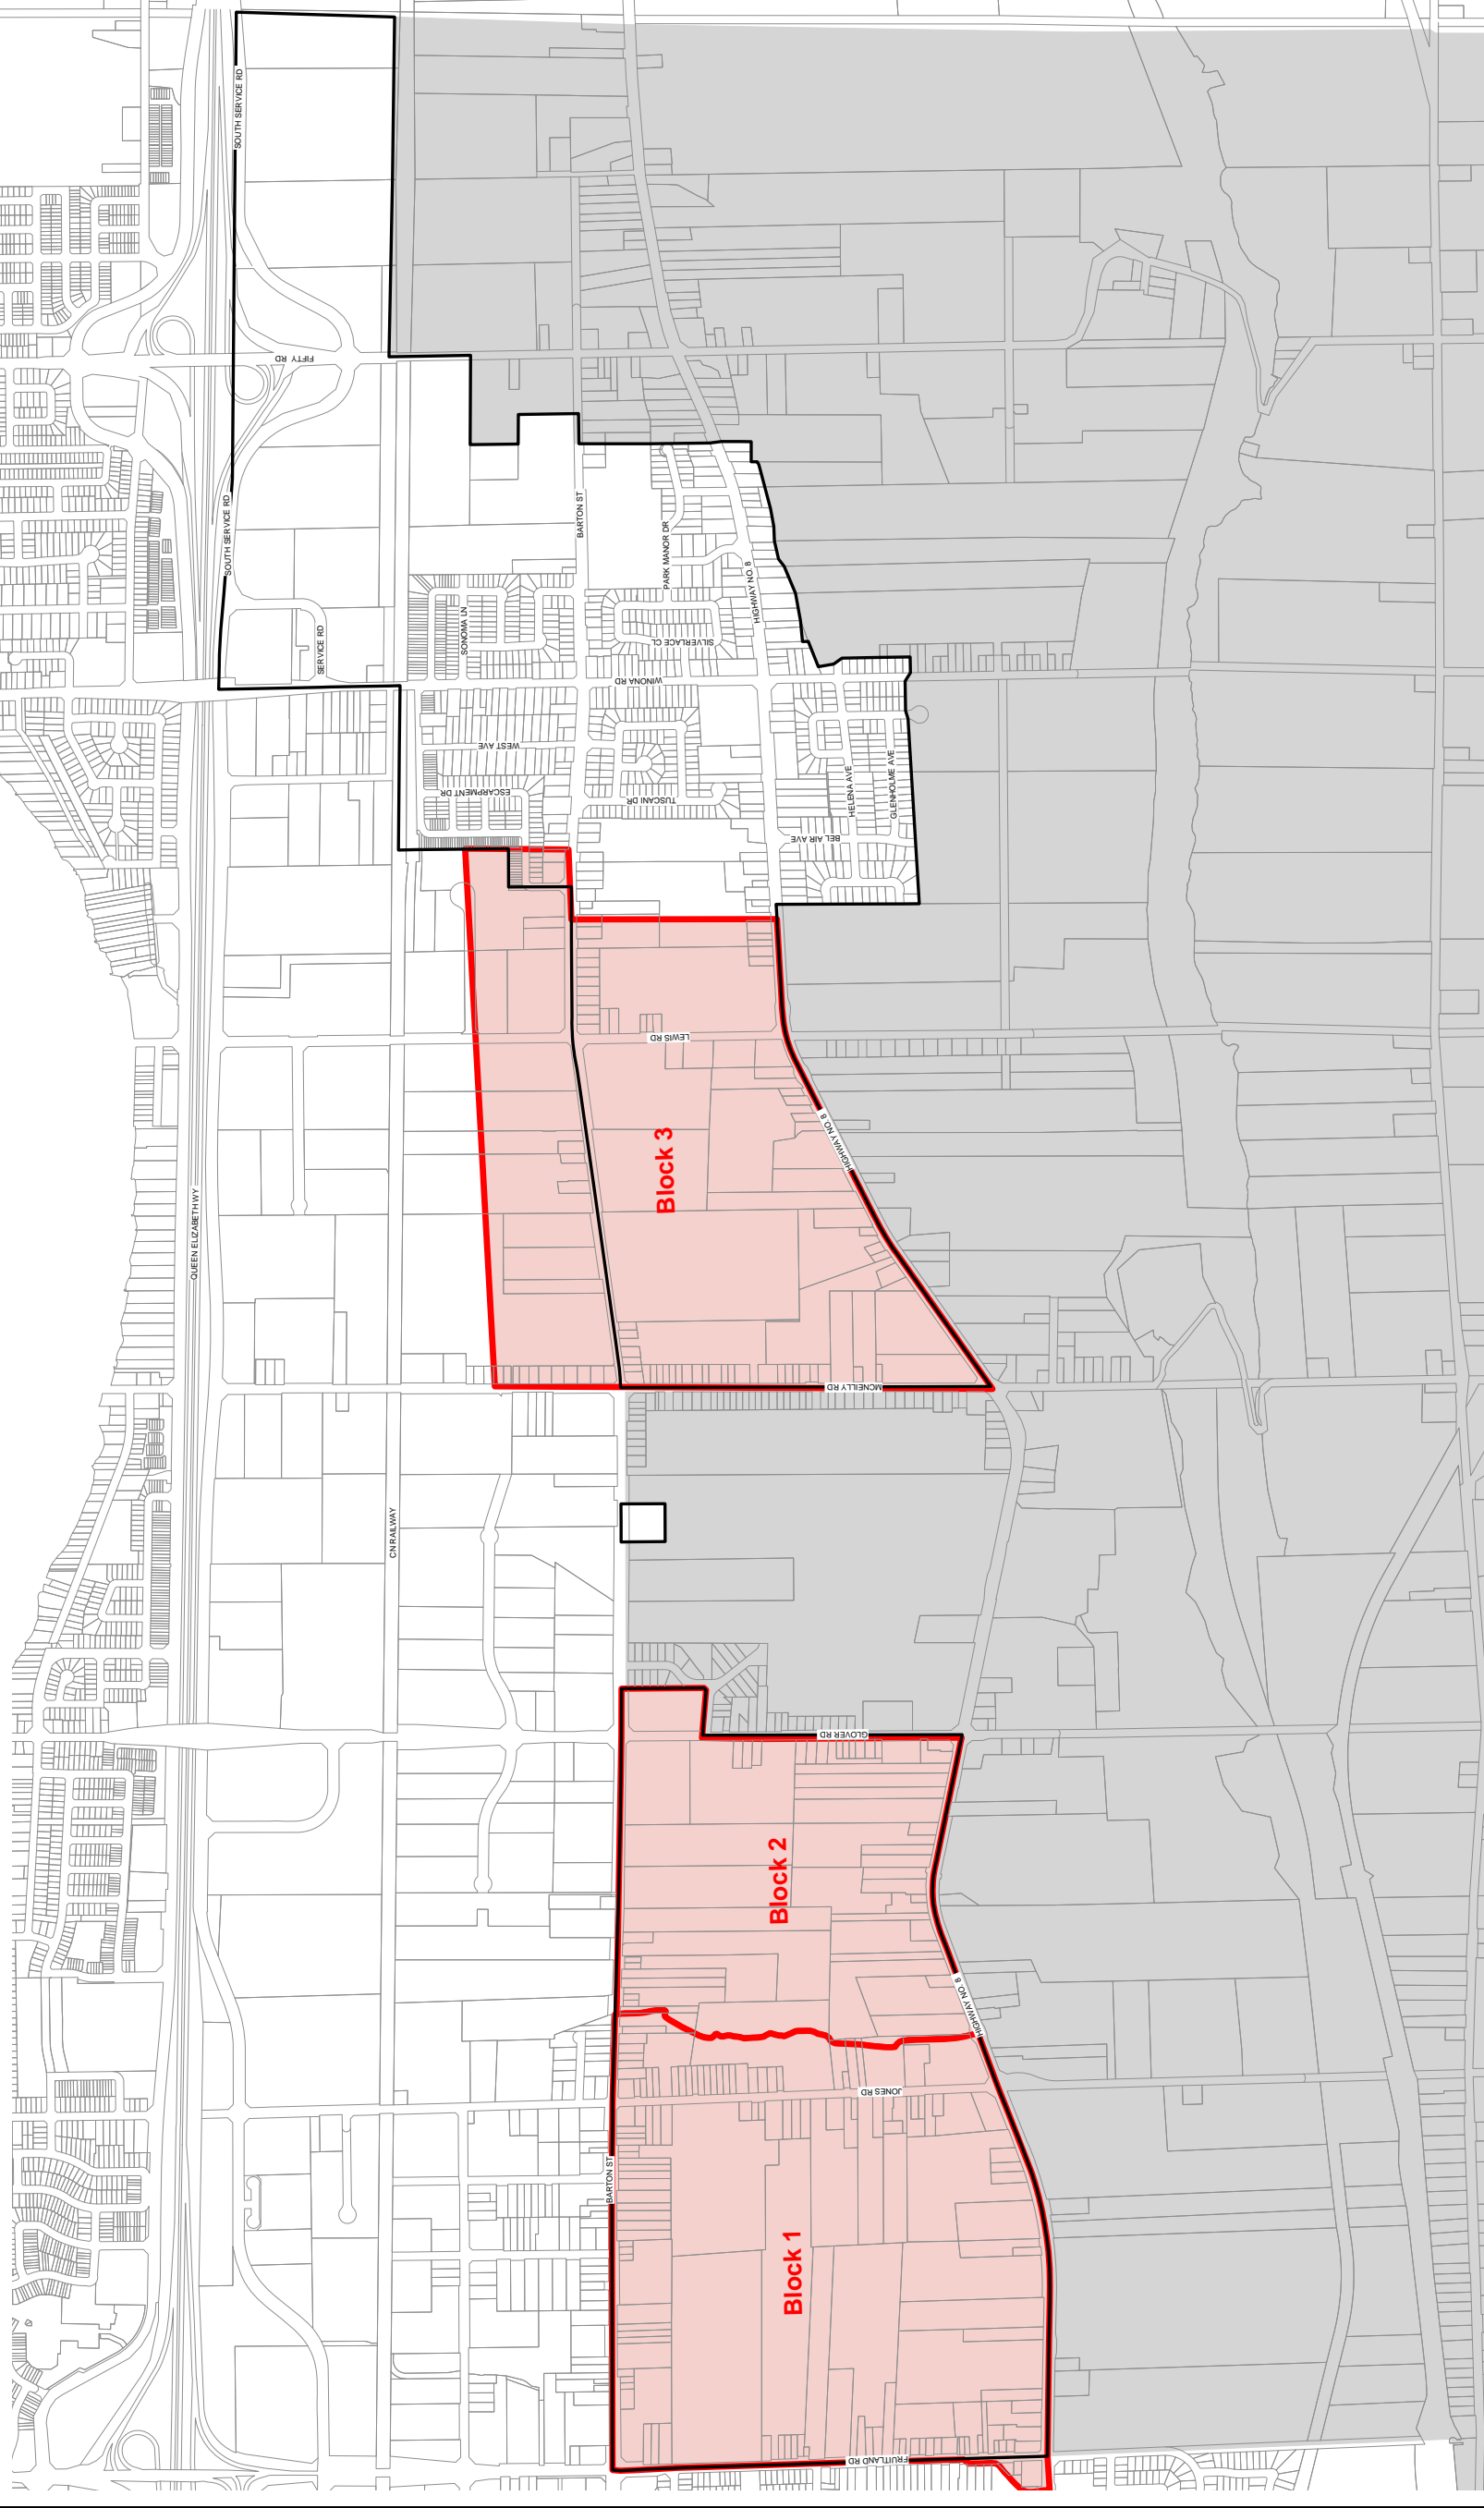 SOUTH SERVICE RD
FIFTY RD
SOUTH SERVICE RD
BARTON ST
PARK MANOR DR
HIGHWAY NO. 8
SONOMA LN
SERVICE RD
SILVERLACE CL
WINONA RD
WEST AVE
ESCARPMENT DR
TUSCANI DR
HELENA AVE
GLENHOLME AVE
BEL AIR AVE
LEWIS RD
HIGHWAY NO. 8
Block 3
QUEEN ELIZABETH WY
MCNEILLY RD
CN RAILWAY
GLOVER RD
Block 2
HIGHWAY NO. 8
JONES RD
BARTON ST
Block 1
FRUITLAND RD